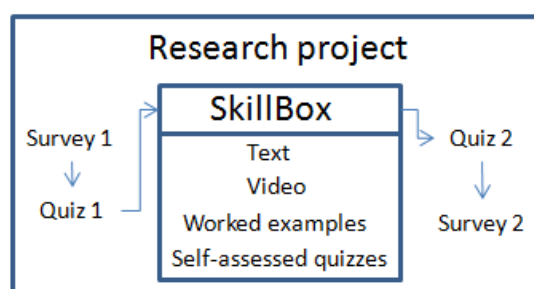 Research project
Survey 1
Quiz 1
SkillBox
Text
Video
Worked examples
Self-assessed quizzes
Quiz 2
Survey 2